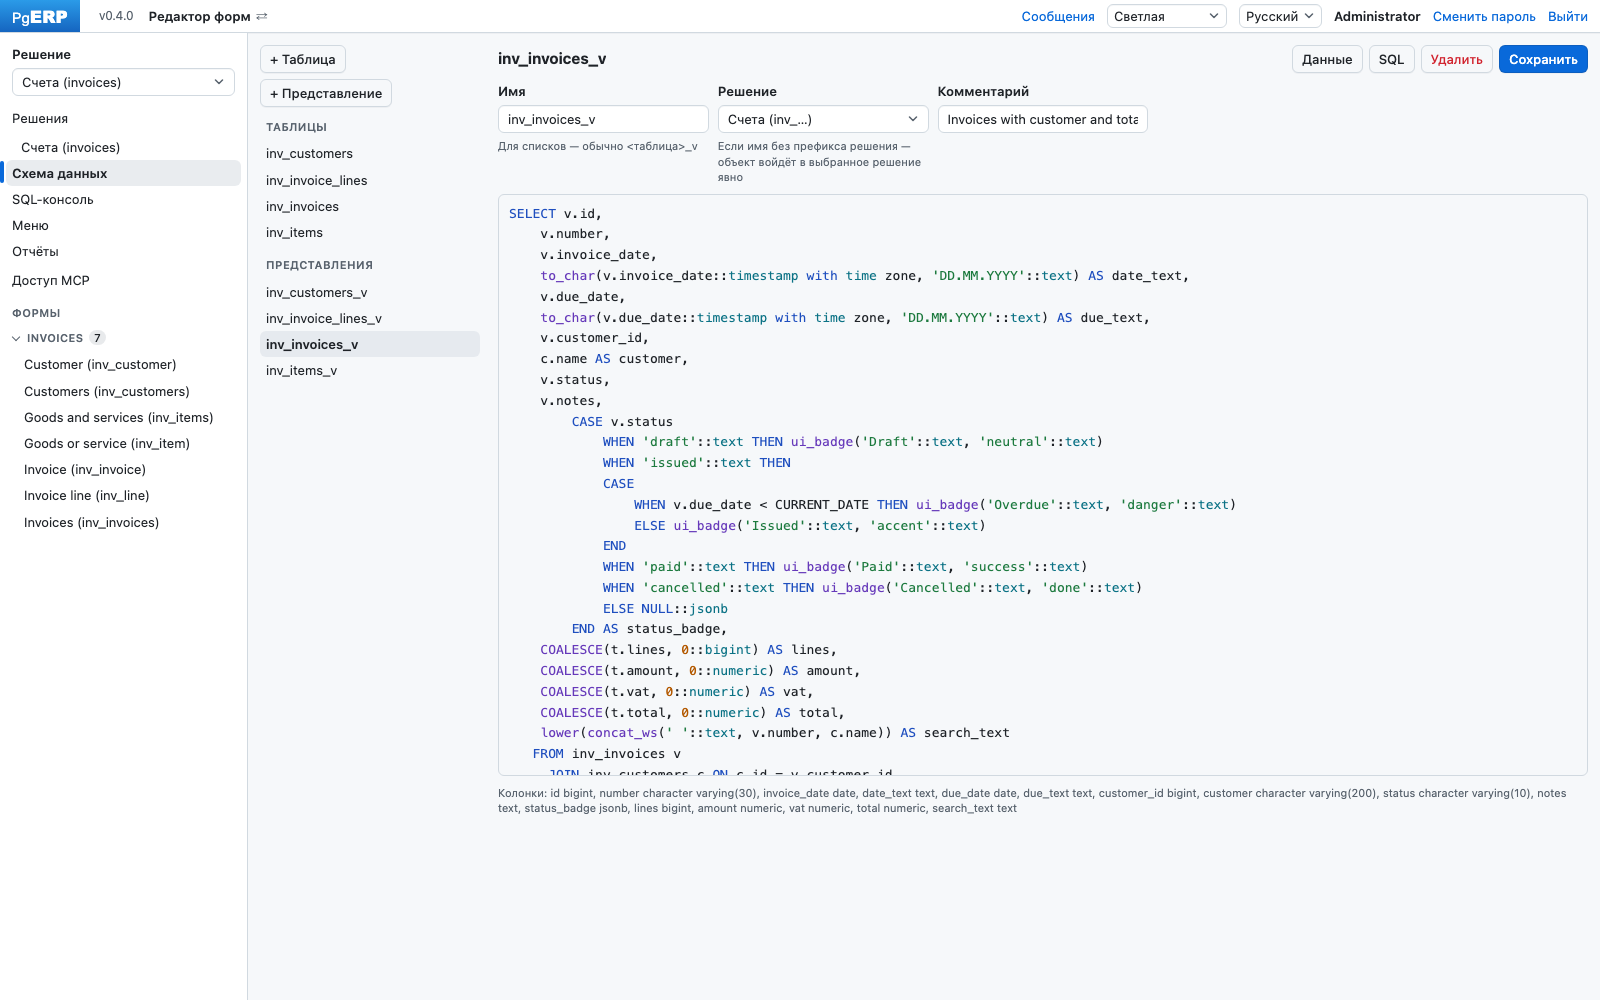 PgERP v0.4.0 Редактор форм ⇄ Сообщения Светлая Русский Administrator Сменить пароль Выйти
Решение
Счета (invoices)
Решения
Счета (invoices)
Схема данных
SQL-консоль
Меню
Отчёты
Доступ MCP
ФОРМЫ
INVOICES 7
Customer (inv_customer)
Customers (inv_customers)
Goods and services (inv_items)
Goods or service (inv_item)
Invoice (inv_invoice)
Invoice line (inv_line)
Invoices (inv_invoices)
+ Таблица
+ Представление
ТАБЛИЦЫ
inv_customers
inv_invoice_lines
inv_invoices
inv_items
ПРЕДСТАВЛЕНИЯ
inv_customers_v
inv_invoice_lines_v
inv_invoices_v
inv_items_v
inv_invoices_v Данные SQL Удалить Сохранить
Имя Решение Комментарий
inv_invoices_v Счета (inv_...) Invoices with customer and tota
Для списков — обычно <таблица>_v
Если имя без префикса решения —
объект войдёт в выбранное решение
явно
SELECT v.id,
v.number,
v.invoice_date,
to_char(v.invoice_date::timestamp with time zone, 'DD.MM.YYYY'::text) AS date_text,
v.due_date,
to_char(v.due_date::timestamp with time zone, 'DD.MM.YYYY'::text) AS due_text,
v.customer_id,
c.name AS customer,
v.status,
v.notes,
CASE v.status
WHEN 'draft'::text THEN ui_badge('Draft'::text, 'neutral'::text)
WHEN 'issued'::text THEN
CASE
WHEN v.due_date < CURRENT_DATE THEN ui_badge('Overdue'::text, 'danger'::text)
ELSE ui_badge('Issued'::text, 'accent'::text)
END
WHEN 'paid'::text THEN ui_badge('Paid'::text, 'success'::text)
WHEN 'cancelled'::text THEN ui_badge('Cancelled'::text, 'done'::text)
ELSE NULL::jsonb
END AS status_badge,
COALESCE(t.lines, 0::bigint) AS lines,
COALESCE(t.amount, 0::numeric) AS amount,
COALESCE(t.vat, 0::numeric) AS vat,
COALESCE(t.total, 0::numeric) AS total,
lower(concat_ws(' '::text, v.number, c.name)) AS search_text
FROM inv_invoices v
JOIN inv_customers c ON c.id = v.customer_id
Колонки: id bigint, number character varying(30), invoice_date date, date_text text, due_date date, due_text text, customer_id bigint, customer character varying(200), status character varying(10), notes
text, status_badge jsonb, lines bigint, amount numeric, vat numeric, total numeric, search_text text